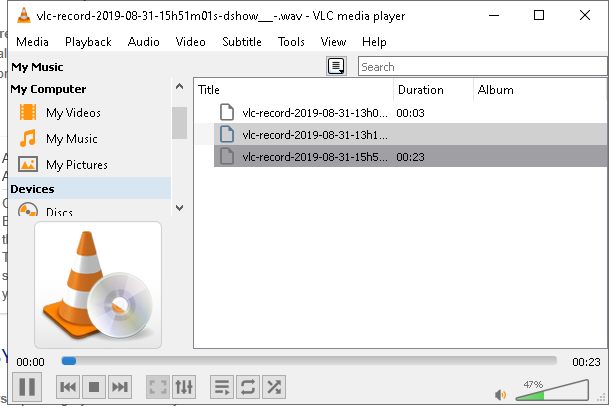 vlc-record-2019-08-31-15h51m01s-dshow__-.wav - VLC media player
Media Playback Audio Video Subtitle Tools View Help
My Music
Search
My Computer
My Videos
My Music
My Pictures
Devices
Discs
Title Duration Album
vlc-record-2019-08-31-13h0... 00:03
vlc-record-2019-08-31-13h1...
vlc-record-2019-08-31-15h5... 00:23
00:00 00:23
47%